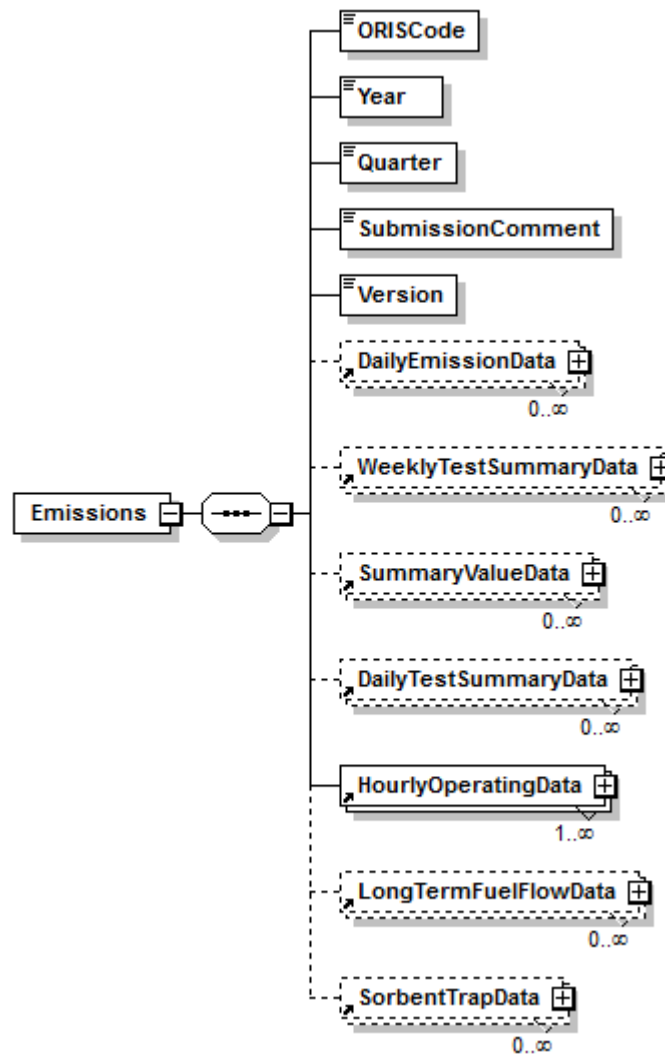 ORISCode
Year
Quarter
SubmissionComment
Version
DailyEmissionData
0..∞
WeeklyTestSummaryData
0..∞
Emissions
SummaryValueData
0..∞
DailyTestSummaryData
0..∞
HourlyOperatingData
1..∞
LongTermFuelFlowData
0..∞
SorbentTrapData
0..∞